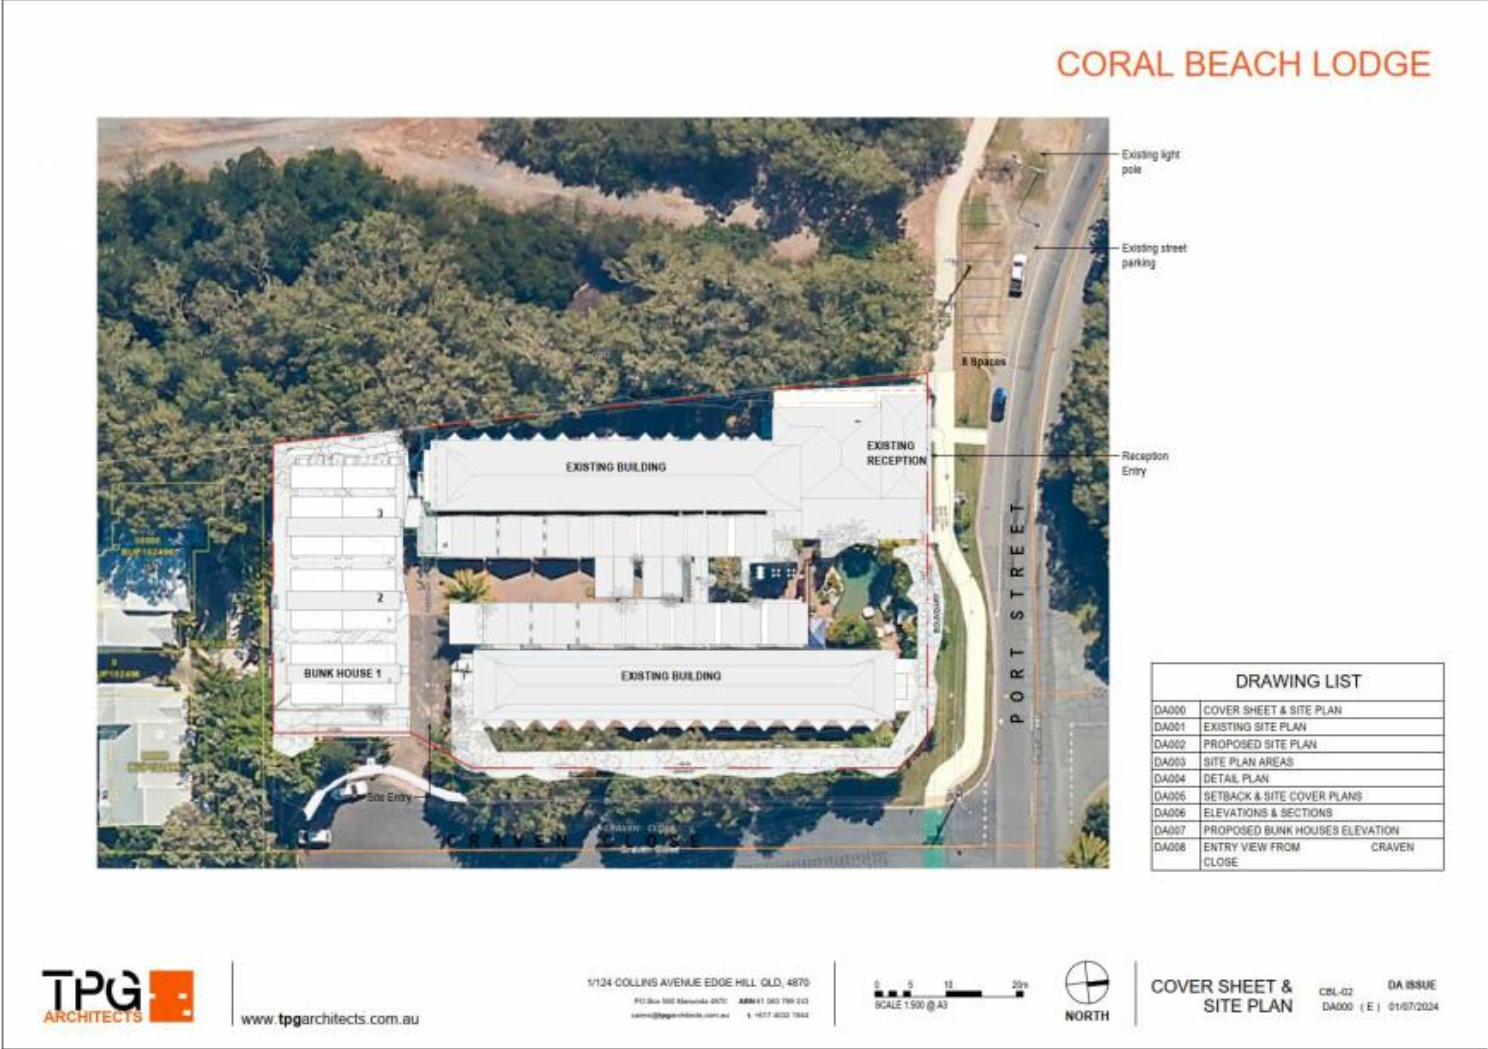 CORAL BEACH LODGE
Existing light
pole
Existing street
parking
8 Spaces
EXISTING
RECEPTION
Reception
Entry
EXISTING BUILDING
3
2
BUNK HOUSE 1
EXISTING BUILDING
BOUNDARY
PORT STREET
Site Entry
CRAVEN CLOSE
CRAVEN CLOSE
DRAWING LIST
DA000 COVER SHEET & SITE PLAN
DA001 EXISTING SITE PLAN
DA002 PROPOSED SITE PLAN
DA003 SITE PLAN AREAS
DA004 DETAIL PLAN
DA005 SETBACK & SITE COVER PLANS
DA006 ELEVATIONS & SECTIONS
DA007 PROPOSED BUNK HOUSES ELEVATION
DA008 ENTRY VIEW FROM CRAVEN
CLOSE
TPG
ARCHITECTS
www.tpgarchitects.com.au
1/124 COLLINS AVENUE EDGE HILL QLD, 4870
0 5 10 20m
SCALE 1:500 @ A3
NORTH
COVER SHEET &
SITE PLAN
CBL-02 DA ISSUE
DA000 ( E ) 01/07/2024